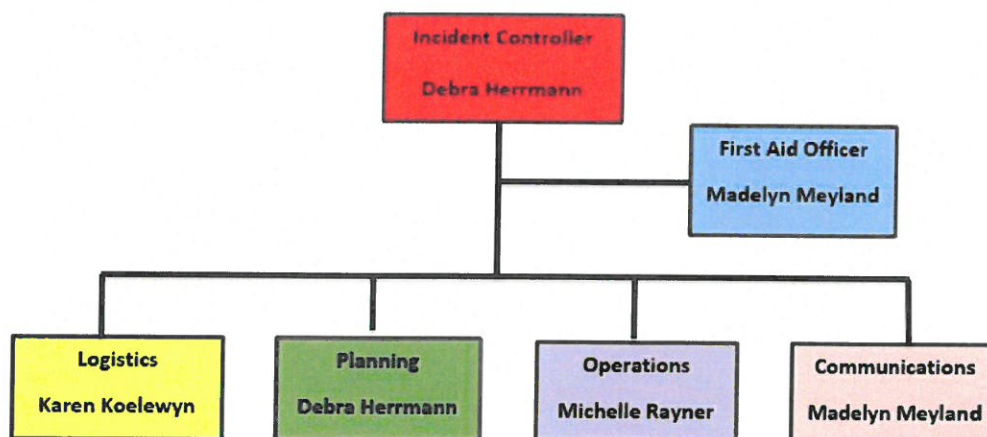 Incident Controller
Debra Herrmann
First Aid Officer
Madelyn Meyland
Logistics
Karen Koelewyn
Planning
Debra Herrmann
Operations
Michelle Rayner
Communications
Madelyn Meyland